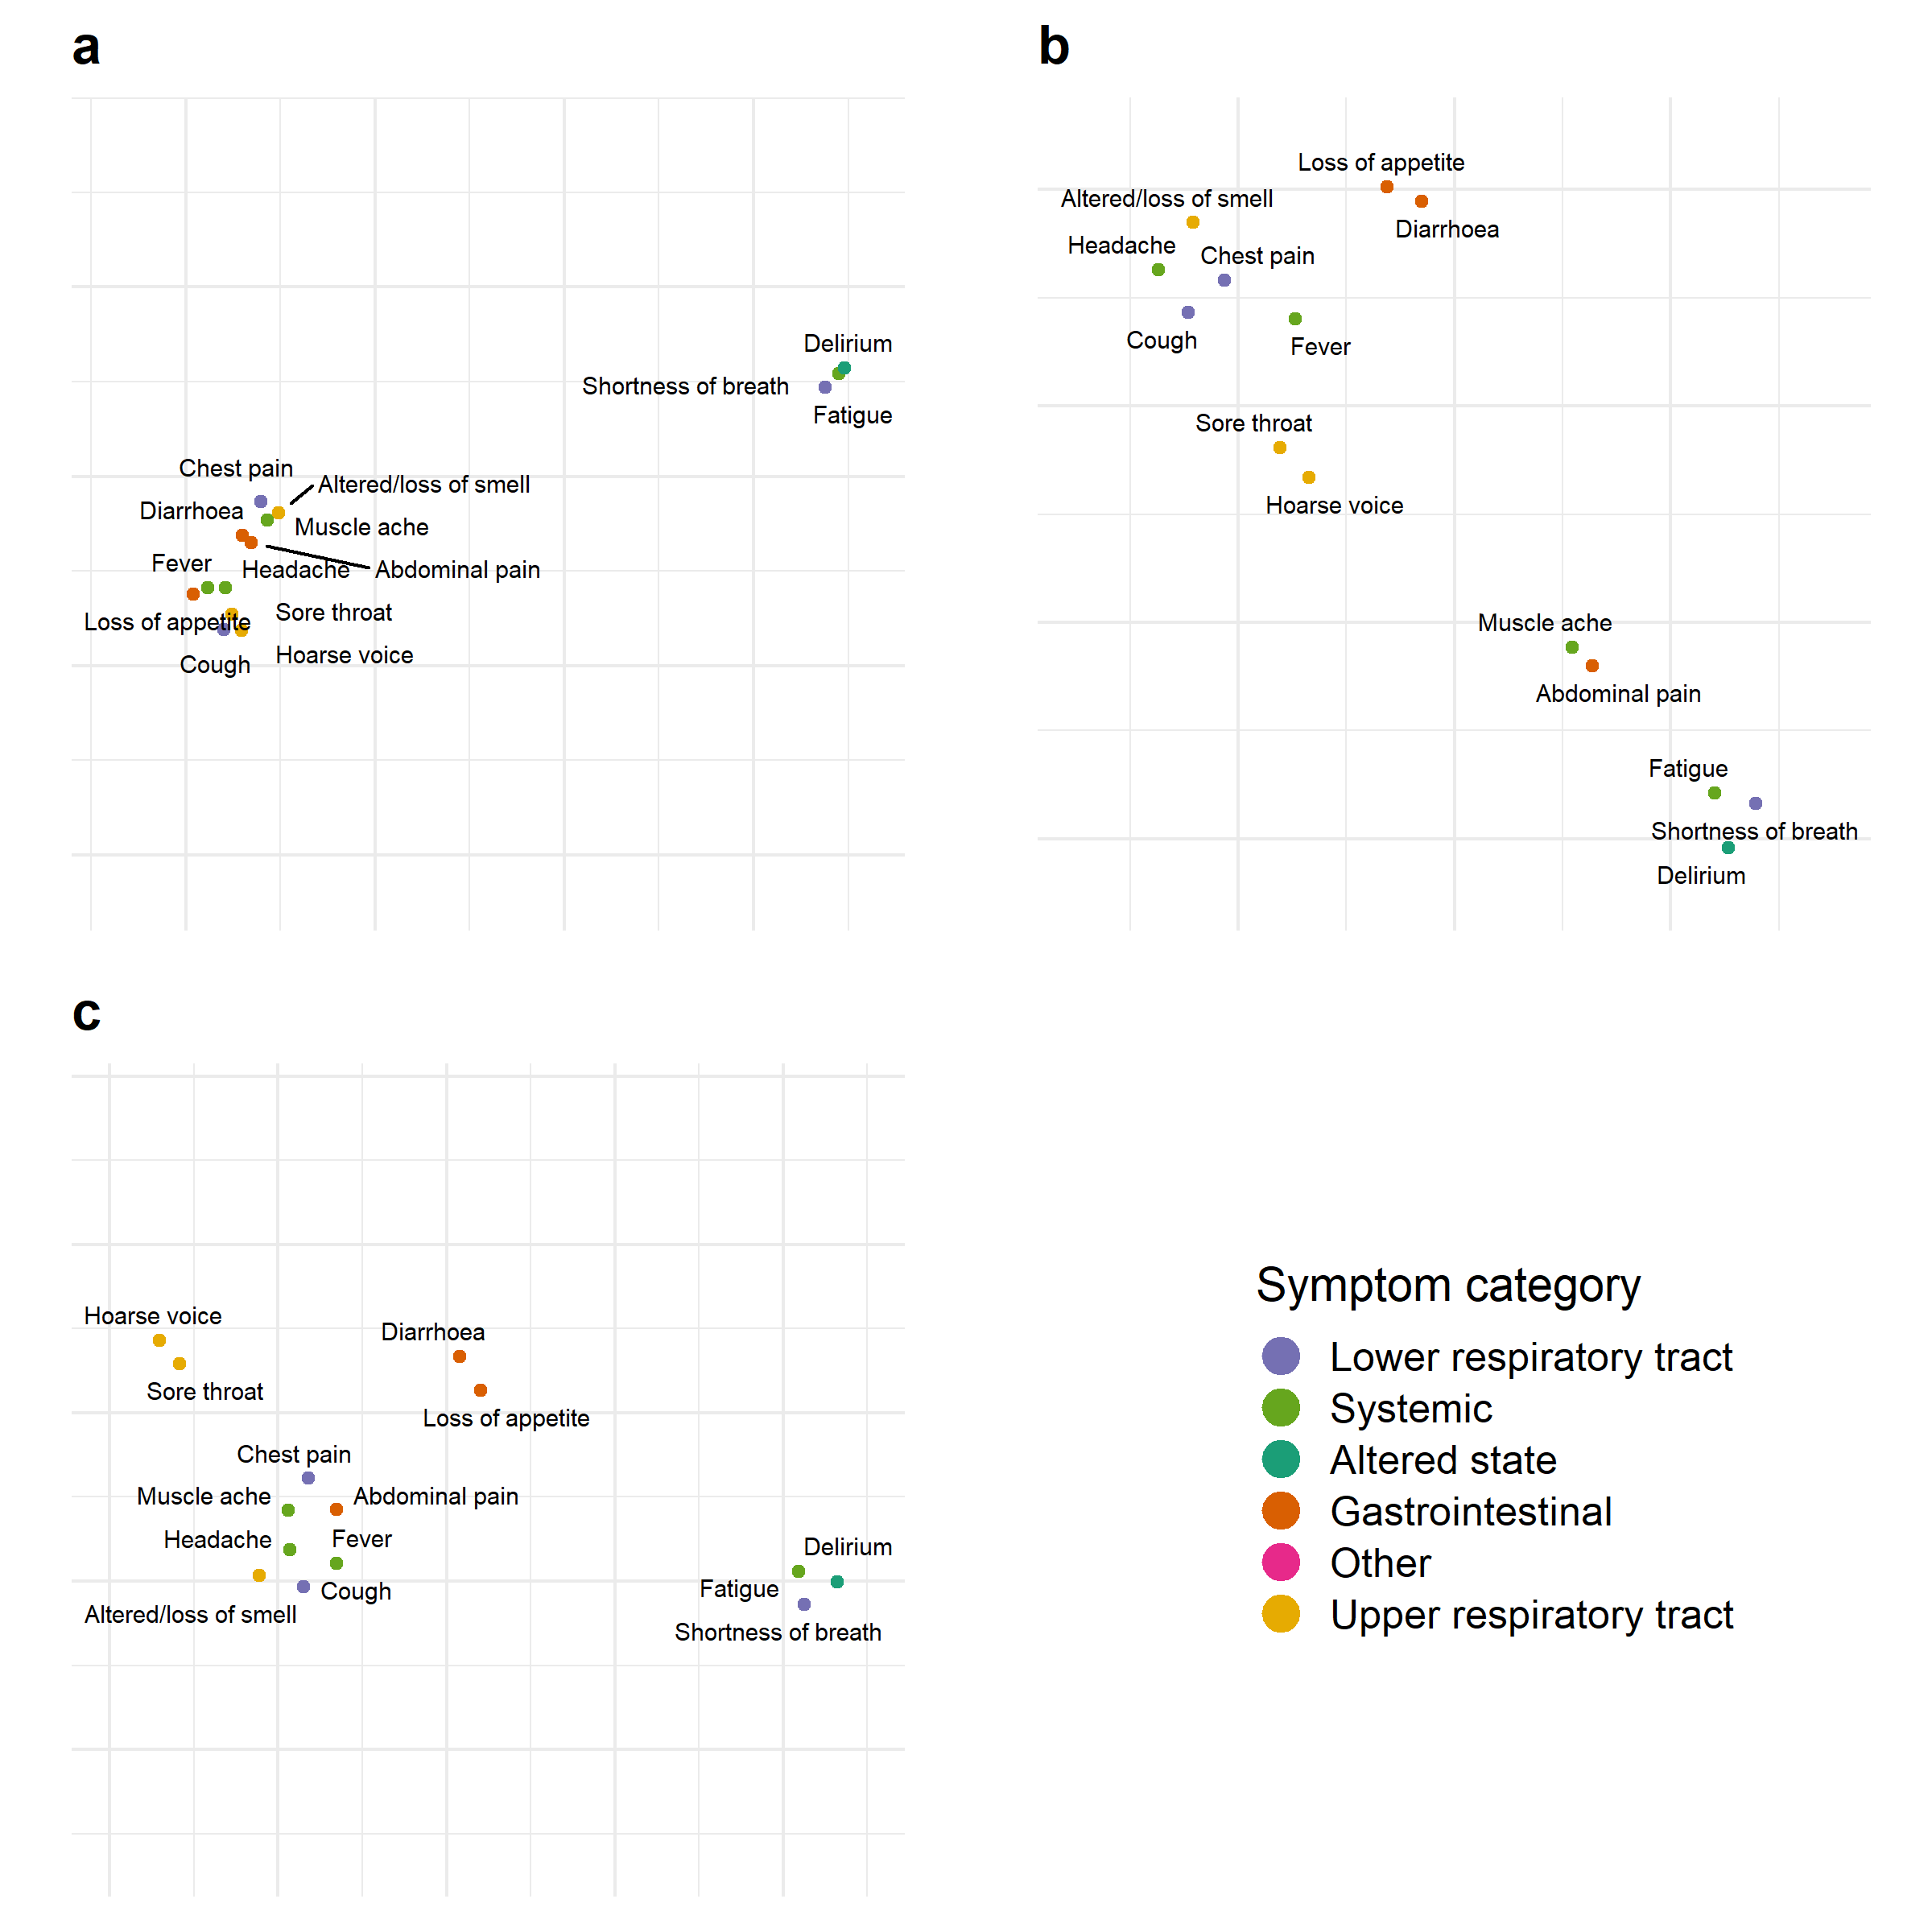 a
Delirium
Shortness of breath
Fatigue
Chest pain
Altered/loss of smell
Diarrhoea
Muscle ache
Fever
Headache
Abdominal pain
Sore throat
Loss of appetite
Hoarse voice
Cough
b
Loss of appetite
Altered/loss of smell
Diarrhoea
Headache
Chest pain
Cough
Fever
Sore throat
Hoarse voice
Muscle ache
Abdominal pain
Fatigue
Shortness of breath
Delirium
c
Hoarse voice
Diarrhoea
Sore throat
Loss of appetite
Chest pain
Muscle ache
Abdominal pain
Headache
Fever
Cough
Altered/loss of smell
Delirium
Fatigue
Shortness of breath
Symptom category
Lower respiratory tract
Systemic
Altered state
Gastrointestinal
Other
Upper respiratory tract